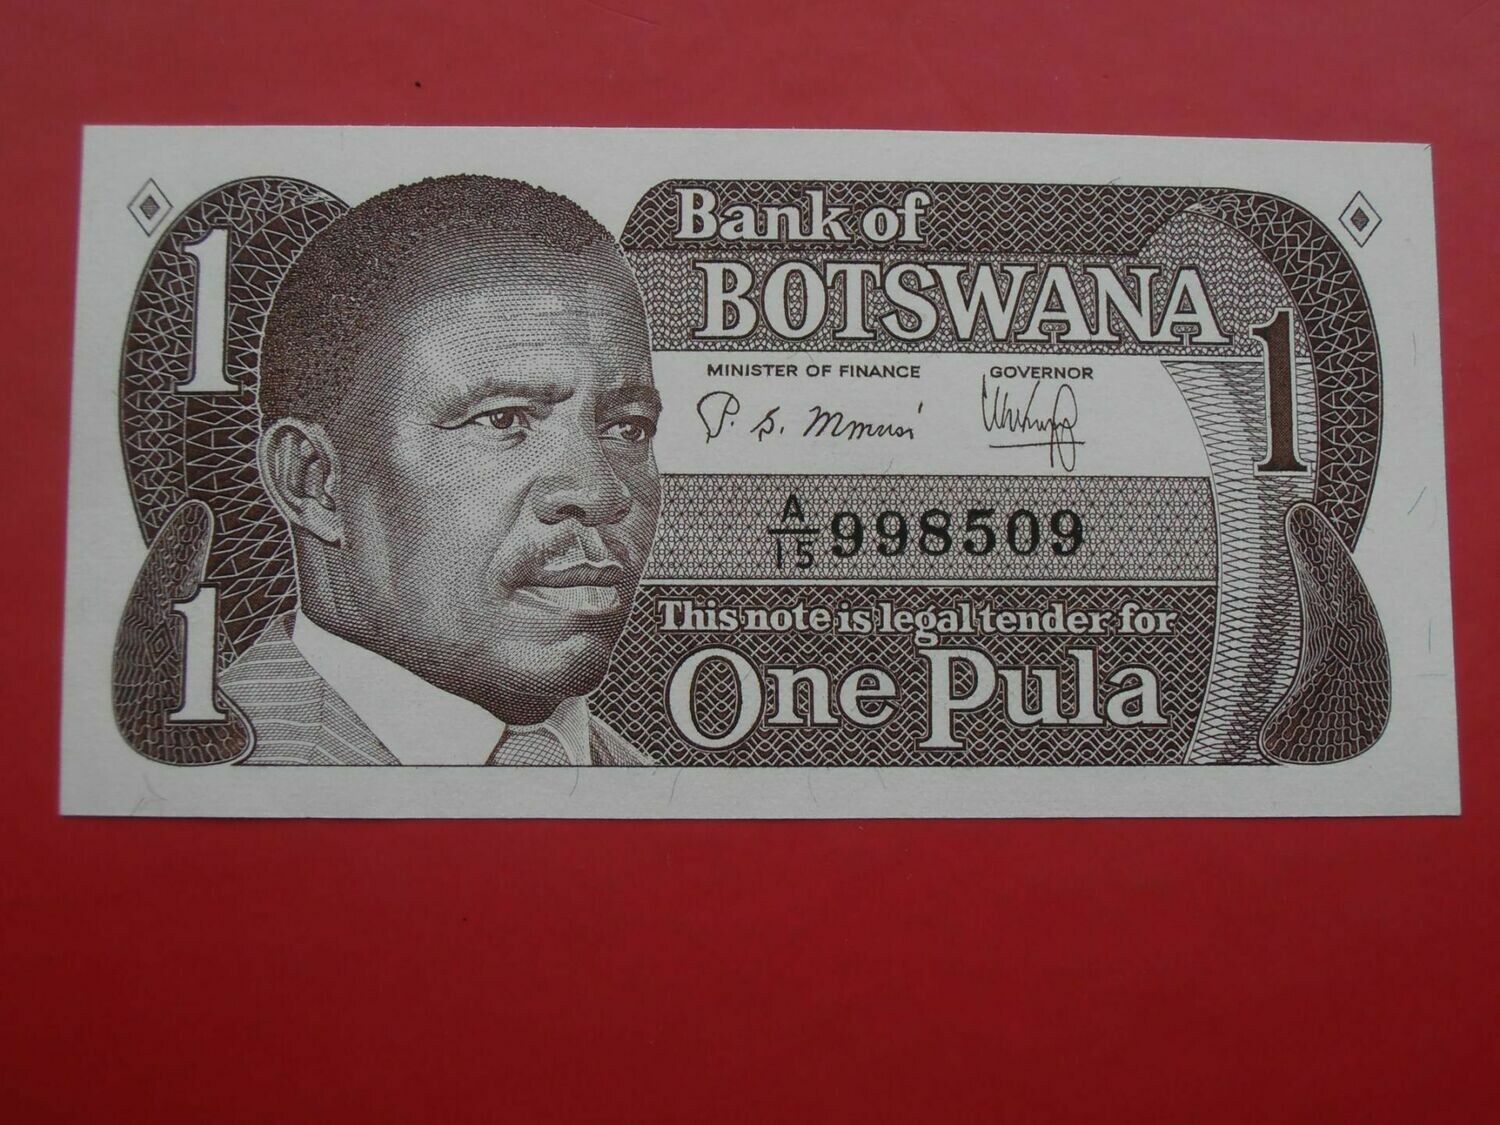 1
Bank of
BOTSWANA
1
MINISTER OF FINANCE
GOVERNOR
P. S. Mmusi
A/15 998509
1
This note is legal tender for
One Pula